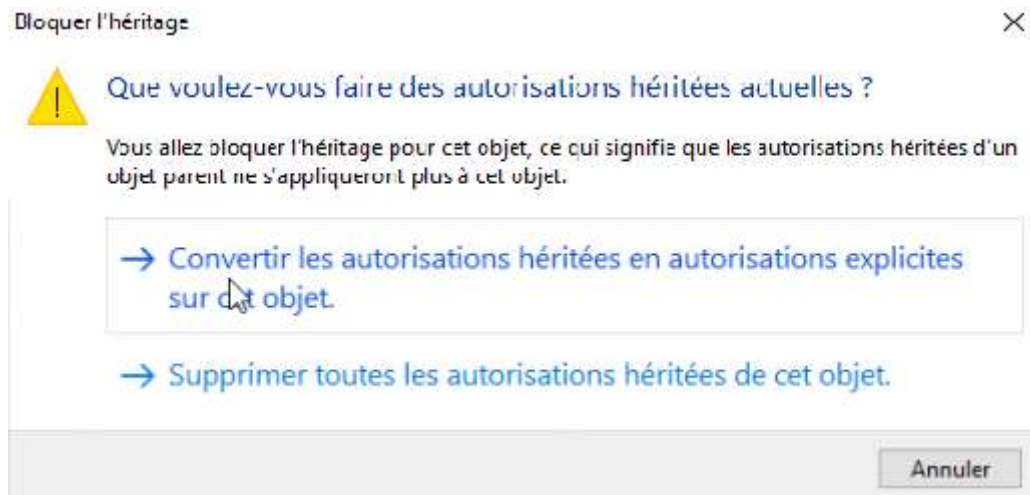 Bloquer l'héritage
Que voulez-vous faire des autorisations héritées actuelles ?
Vous allez bloquer l'héritage pour cet objet, ce qui signifie que les autorisations héritées d'un
objet parent ne s'appliqueront plus à cet objet.
Convertir les autorisations héritées en autorisations explicites
sur cet objet.
Supprimer toutes les autorisations héritées de cet objet.
Annuler